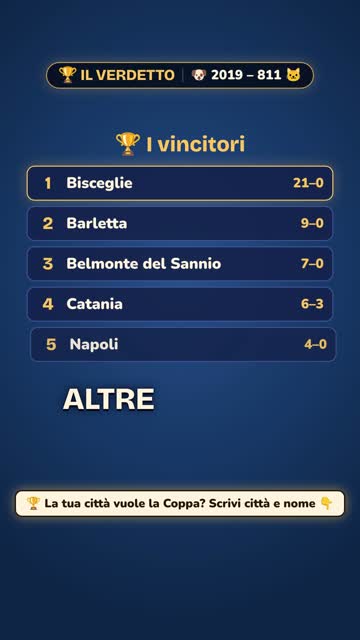 🏆 IL VERDETTO | 🐶 2019 – 811 🐱
🏆 I vincitori
1 Bisceglie 21–0
2 Barletta 9–0
3 Belmonte del Sannio 7–0
4 Catania 6–3
5 Napoli 4–0
ALTRE
🏆 La tua città vuole la Coppa? Scrivi città e nome 👇